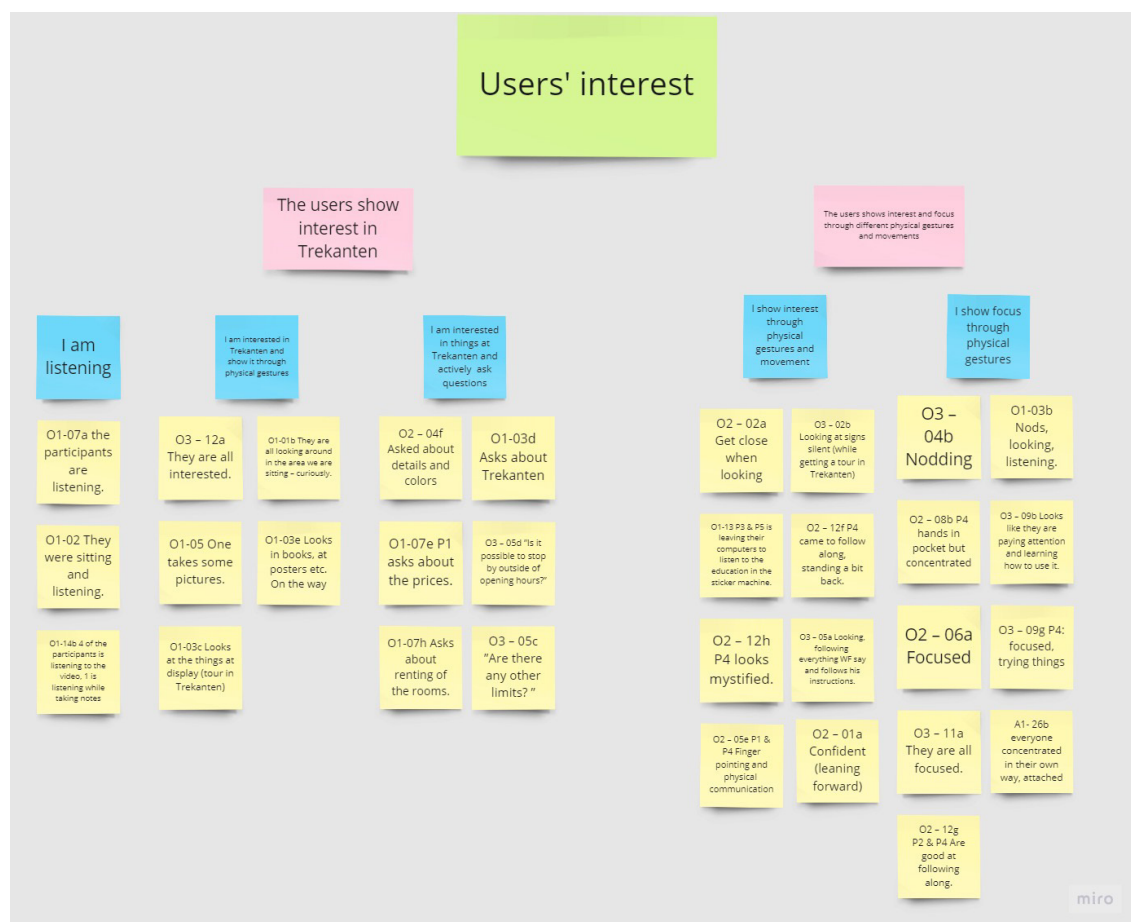 Users' interest
The users show
interest in
Trekanten
The users shows interest and focus
through different physical gestures
and movements
I am
listening
I am interested in
Trekanten and
show it through
physical gestures
I am interested
in things at
Trekanten and
actively ask
questions
I show interest
through
physical
gestures and
movement
I show focus
through
physical
gestures
O1-07a the
participants
are
listening.
O1-02 They
were sitting
and
listening.
O1-14b 4 of the
participants is
listening to the
video, 1 is
listening while
taking notes
O3 – 12a
They are all
interested.
O1-01b They are
all looking around
in the area we are
sitting – curiously.
O1-05 One
takes some
pictures.
O1-03e Looks
in books, at
posters etc.
On the way
O1-03c Looks
at the things at
display (tour in
Trekanten)
O2 – 04f
Asked about
details and
colors
O1-03d
Asks about
Trekanten
O1-07e P1
asks about
the prices.
O3 – 05d "Is it
possible to stop
by outside of
opening hours?"
O1-07h Asks
about
renting of
the rooms.
O3 – 05c
"Are there
any other
limits? "
O2 – 02a
Get close
when
looking
O3 – 02b
Looking at signs
silent (while
getting a tour in
Trekanten)
O1-13 P3 & P5 is
leaving their
computers to
listen to the
education in the
sticker machine.
O2 – 12f P4
came to follow
along,
standing a bit
back.
O2 – 12h
P4 looks
mystified.
O3 – 05a Looking,
following
everything WF say
and follows his
instructions.
O2 – 05e P1 &
P4 Finger
pointing and
physical
communication
O2 – 01a
Confident
(leaning
forward)
O3 –
04b
Nodding
O1-03b
Nods,
looking,
listening.
O2 – 08b P4
hands in
pocket but
concentrated
O3 – 09b Looks
like they are
paying attention
and learning
how to use it.
O2 – 06a
Focused
O3 – 09g P4:
focused,
trying things
O3 – 11a
They are all
focused.
A1- 26b
everyone
concentrated
in their own
way, attached
O2 – 12g
P2 & P4 Are
good at
following
along.
miro